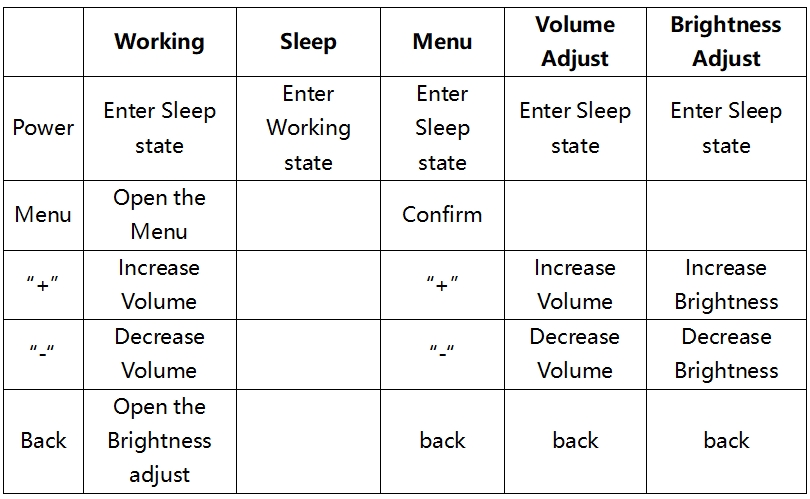 Working Sleep Menu Volume Adjust Brightness Adjust
Power Enter Sleep state Enter Working state Enter Sleep state Enter Sleep state Enter Sleep state
Menu Open the Menu Confirm
“+” Increase Volume “+” Increase Volume Increase Brightness
“-“ Decrease Volume “-“ Decrease Volume Decrease Brightness
Back Open the Brightness adjust back back back